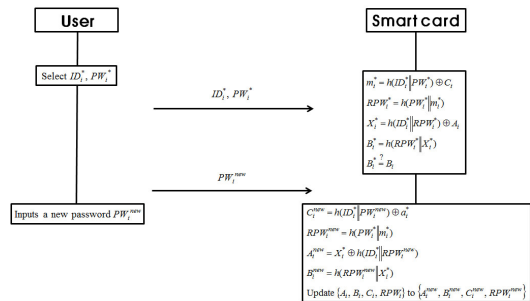 User
Smart card
Select ID_i^*, PW_i^*
ID_i^*, PW_i^*
m_i^* = h(ID_i^* || PW_i^*) ⊕ C_i
RPW_i^* = h(PW_i^* || m_i^*)
X_i^* = h(ID_i^* || RPW_i^*) ⊕ A_i
B_i^* = h(RPW_i^* || X_i^*)
B_i^* ?= B_i
PW_i^{new}
Inputs a new password PW_i^{new}
C_i^{new} = h(ID_i^* || PW_i^{new}) ⊕ a_i^*
RPW_i^{new} = h(PW_i^* || m_i^*)
A_i^{new} = X_i^* ⊕ h(ID_i^* || RPW_i^{new})
B_i^{new} = h(RPW_i^{new} || X_i^*)
Update {A_i, B_i, C_i, RPW_i} to {A_i^{new}, B_i^{new}, C_i^{new}, RPW_i^{new}}